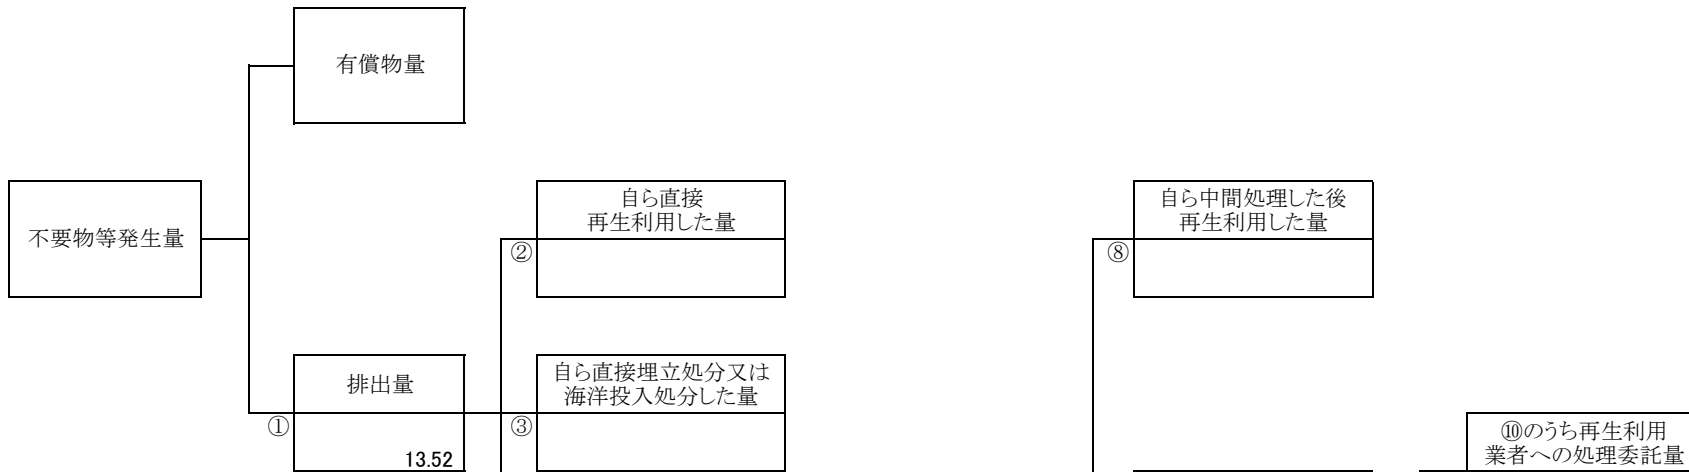 有償物量
自ら直接
再生利用した量
自ら中間処理した後
再生利用した量
不要物等発生量
②
⑧
排出量
自ら直接埋立処分又は
海洋投入処分した量
①
③
13.52
⑩のうち再生利用
業者への処理委託量